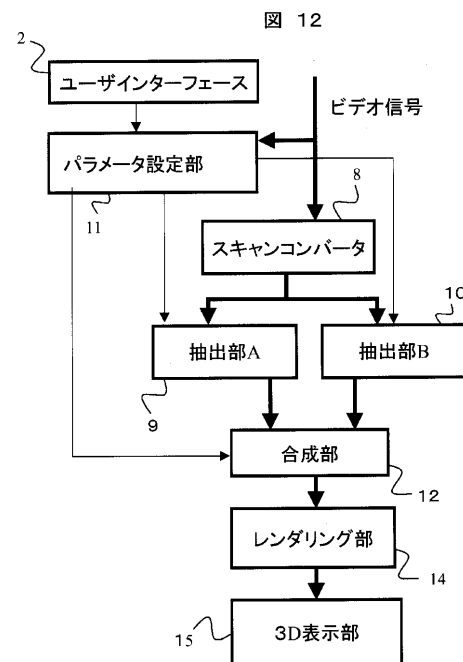 図 12
2
ユーザインターフェース
ビデオ信号
パラメータ設定部
11
8
スキャンコンバータ
10
抽出部A
抽出部B
9
合成部
12
レンダリング部
14
15
3D表示部